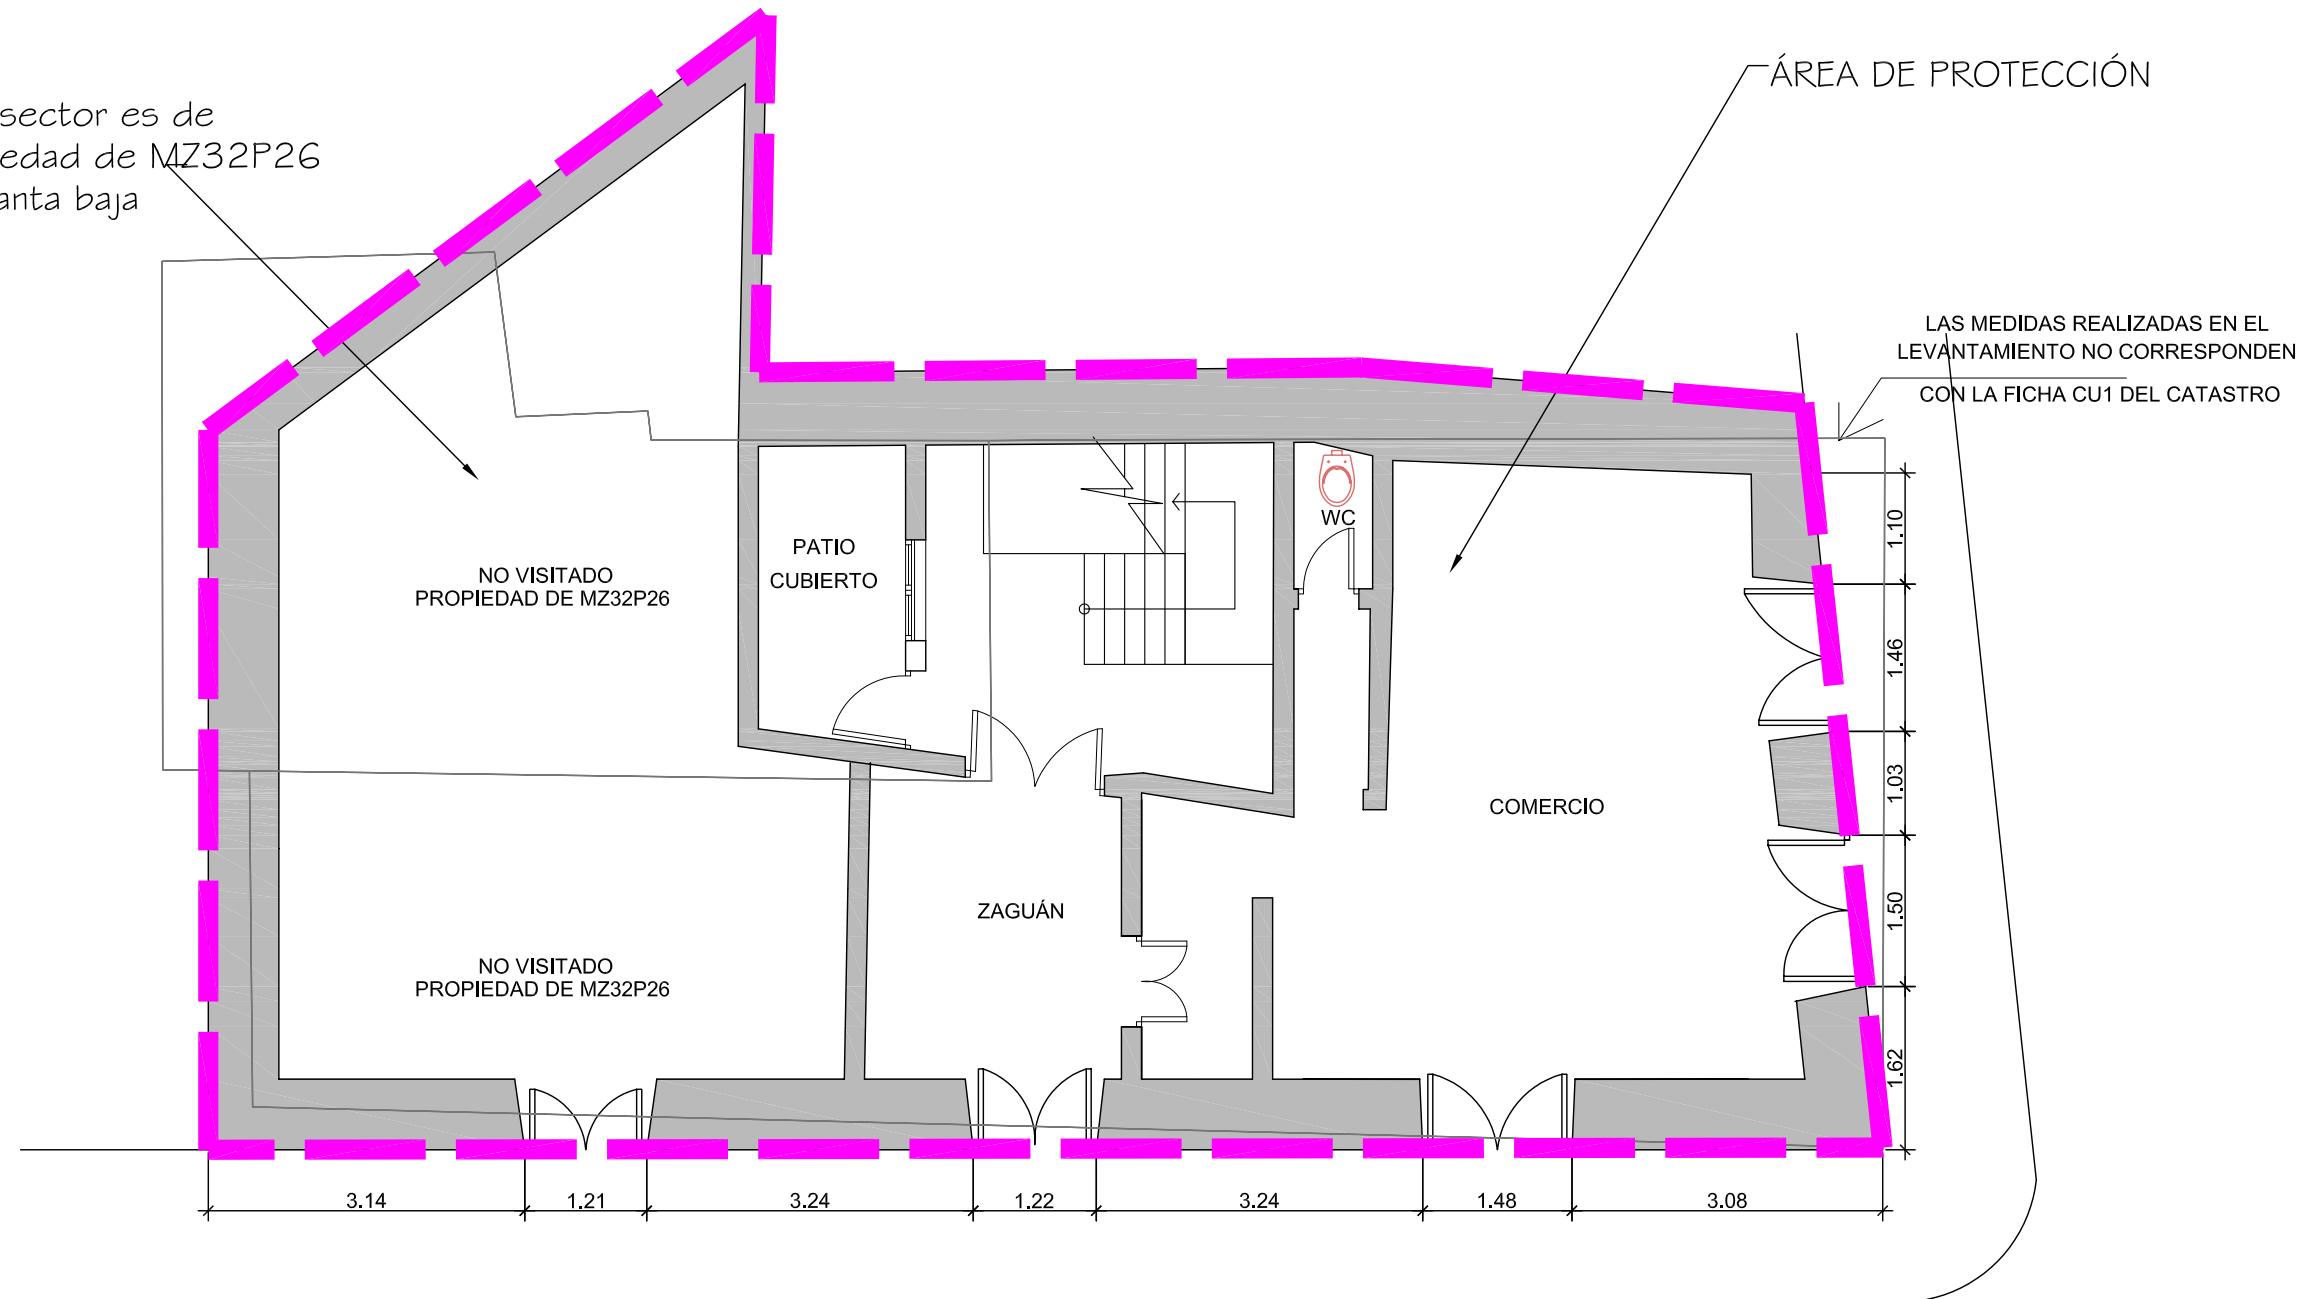 sector es de
edad de MZ32P26
anta baja
ÁREA DE PROTECCIÓN
LAS MEDIDAS REALIZADAS EN EL
LEVANTAMIENTO NO CORRESPONDEN
CON LA FICHA CU1 DEL CATASTRO
WC
PATIO
CUBIERTO
NO VISITADO
PROPIEDAD DE MZ32P26
COMERCIO
ZAGUÁN
NO VISITADO
PROPIEDAD DE MZ32P26
1.10
1.46
1.03
1.50
1.62
3.14
1.21
3.24
1.22
3.24
1.48
3.08